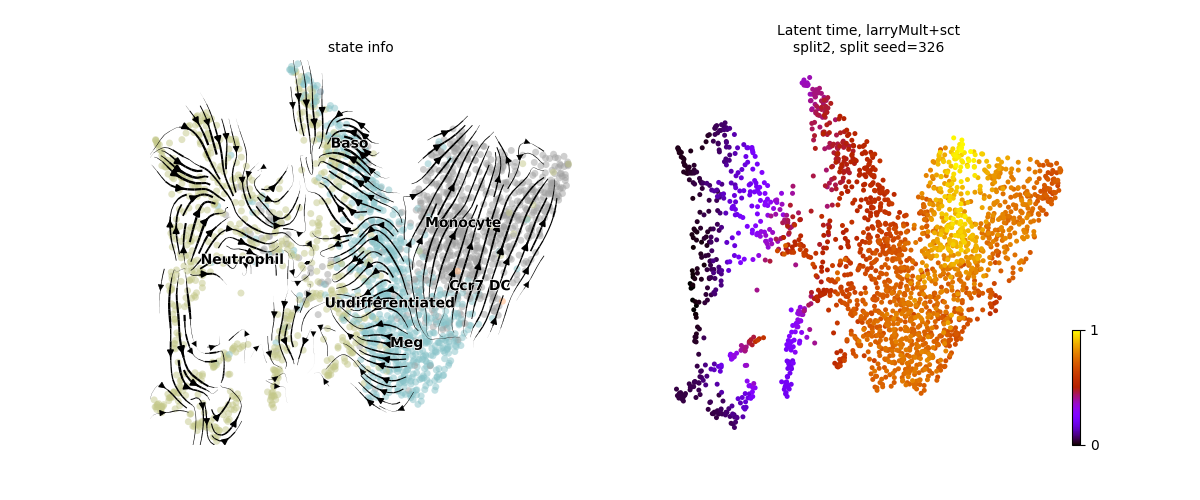 state info
Baso
Monocyte
Neutrophil
Ccr7 DC
Undifferentiated
Meg
Latent time, larryMult+sct
split2, split seed=326
1
0